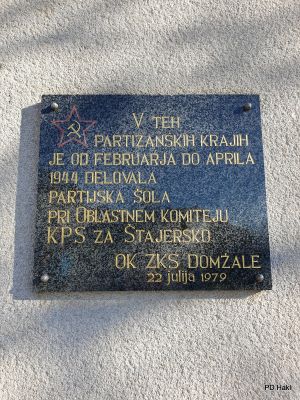 V TEH
PARTIZANSKIH KRAJIH
JE OD FEBRUARJA DO APRILA
1944 DELOVALA
PARTIJSKA ŠOLA
PRI OBLASTNEM KOMITEJU
KPS ZA ŠTAJERSKO
OK ZKS DOMŽALE
22 julija 1979
PD Hakl